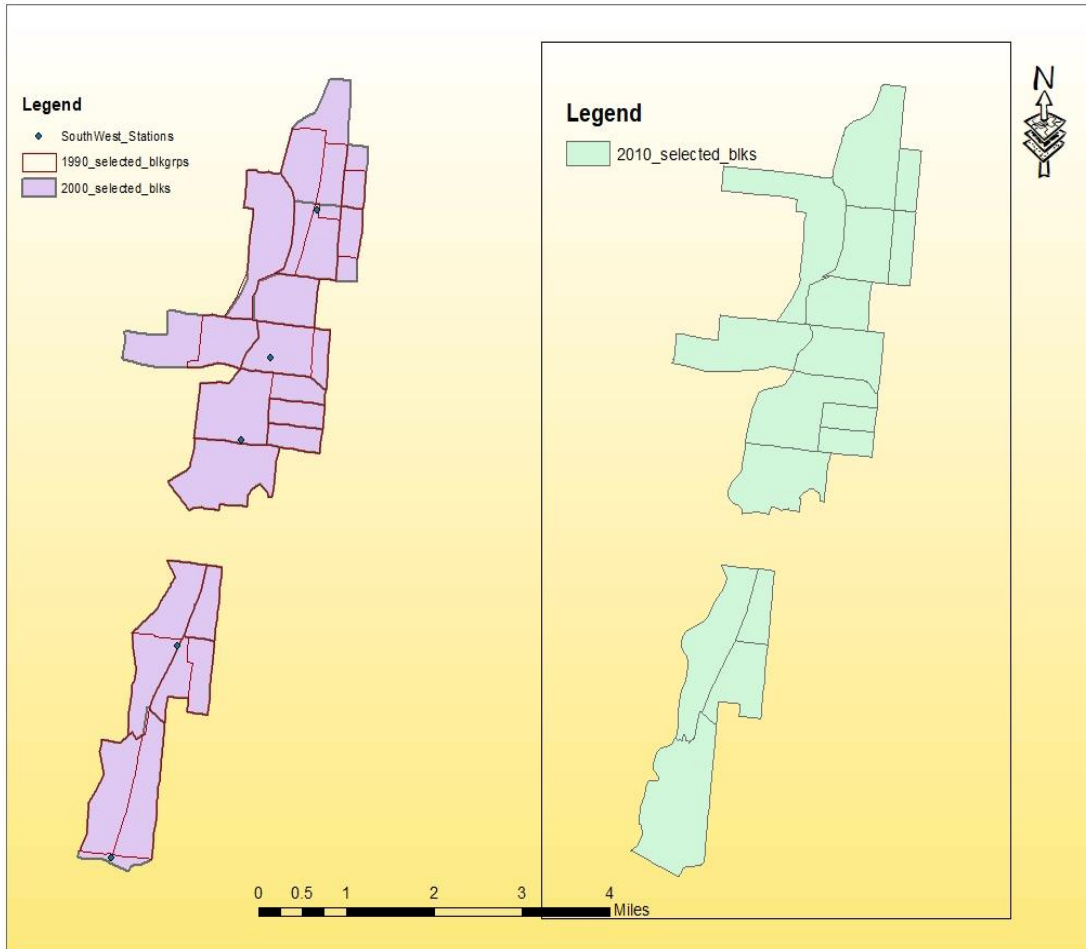 Legend
SouthWest_Stations
1990_selected_blkgrps
2000_selected_blks
Legend
2010_selected_blks
N
0 0.5 1 2 3 4
Miles